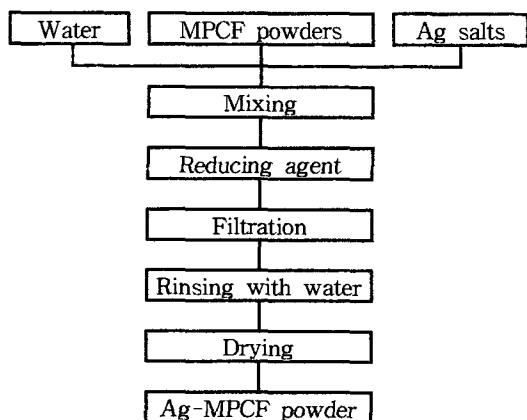 Water MPCF powders Ag salts
Mixing
Reducing agent
Filtration
Rinsing with water
Drying
Ag-MPCF powder